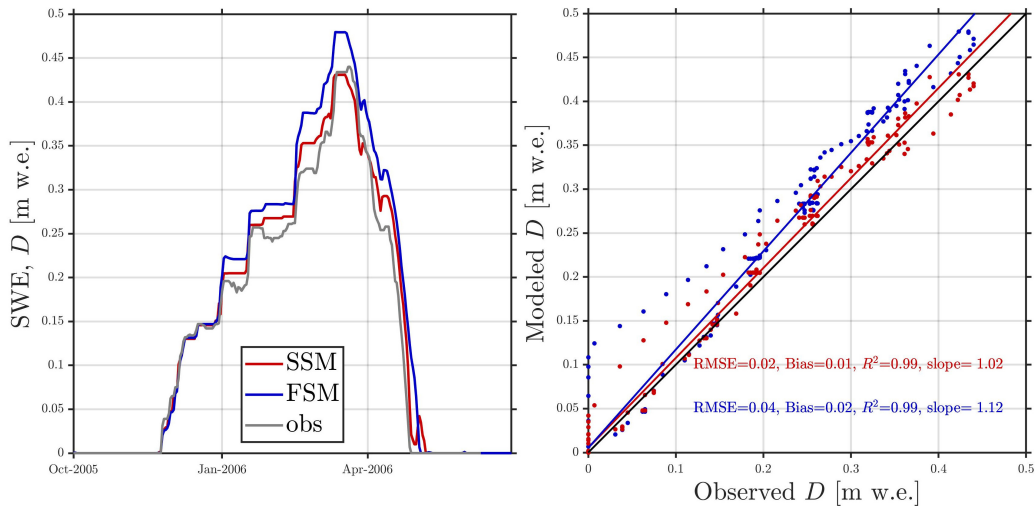 SWE, D [m w.e.]
0.5
0.45
0.4
0.35
0.3
0.25
0.2
0.15
0.1
0.05
0
Oct-2005
Jan-2006
Apr-2006
SSM
FSM
obs
Modeled D [m w.e.]
0.5
0.45
0.4
0.35
0.3
0.25
0.2
0.15
0.1
0.05
0
RMSE=0.02, Bias=0.01, R²=0.99, slope= 1.02
RMSE=0.04, Bias=0.02, R²=0.99, slope= 1.12
0
0.1
0.2
0.3
0.4
0.5
Observed D [m w.e.]